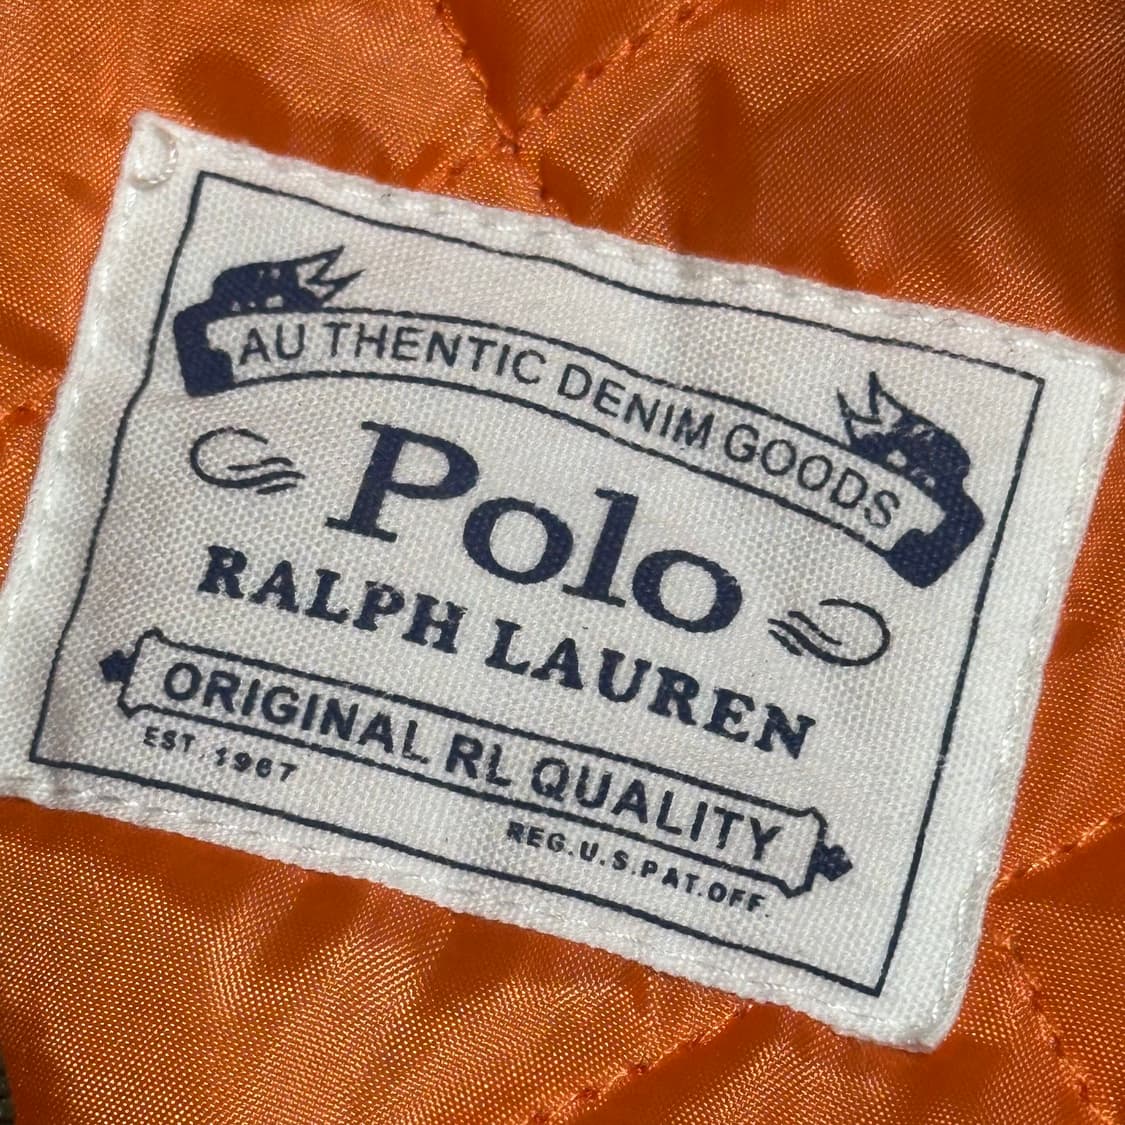 AU THENTIC DENIM GOODS
Polo
RALPH LAUREN
ORIGINAL RL QUALITY
EST. 1967
REG.U.S.PAT.OFF.